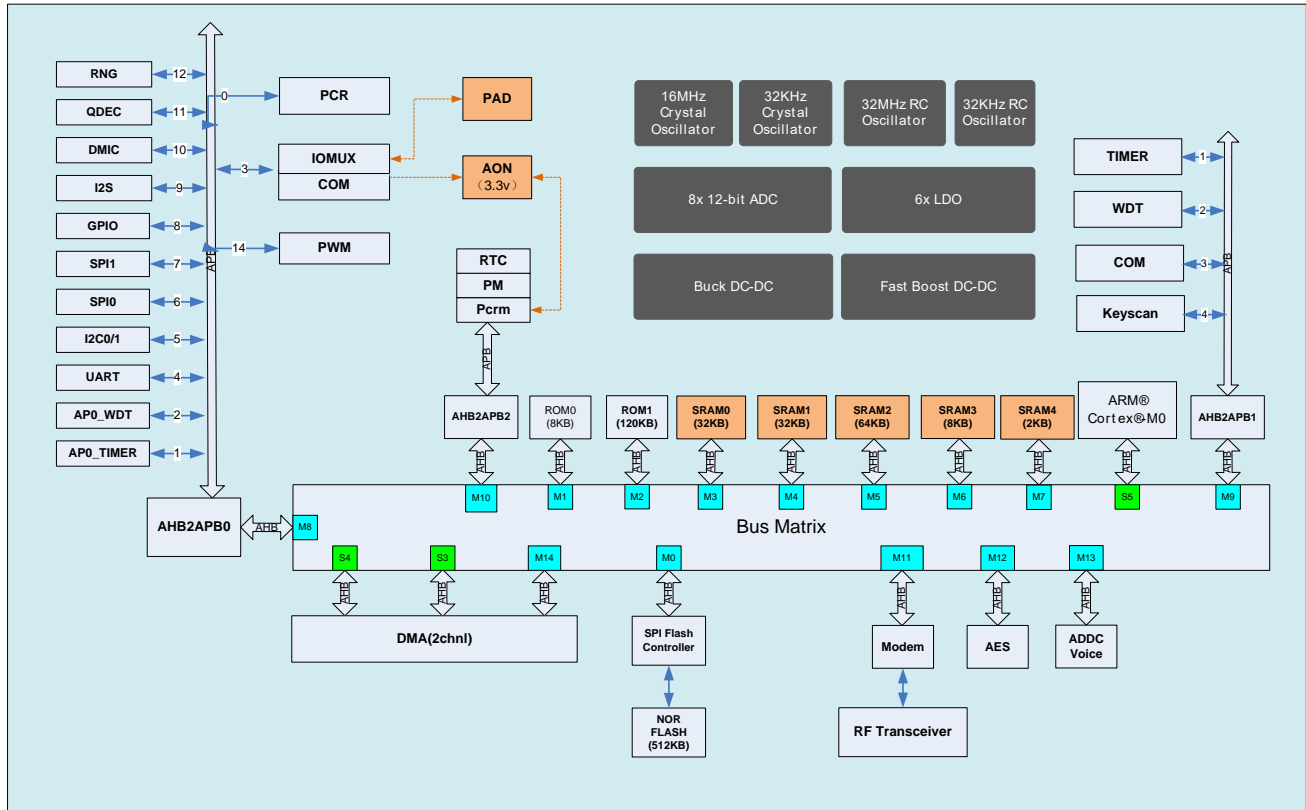 RNG
12
QDEC
11
DMIC
10
I2S
9
GPIO
8
SPI1
7
SPI0
6
I2C0/1
5
UART
4
AP0_WDT
2
AP0_TIMER
1
APB
0
PCR
3
IOMUX
COM
14
PWM
PAD
AON
（3.3v）
RTC
PM
Pcrm
APB
16MHz
Crystal
Oscillator
32KHz
Crystal
Oscillator
32MHz RC
Oscillator
32KHz RC
Oscillator
8x 12-bit ADC
6x LDO
Buck DC-DC
Fast Boost DC-DC
TIMER
1
WDT
2
COM
3
Keyscan
4
APB
AHB2APB2
ROM0
(8KB)
ROM1
(120KB)
SRAM0
(32KB)
SRAM1
(32KB)
SRAM2
(64KB)
SRAM3
(8KB)
SRAM4
(2KB)
ARM®
Cortex®-M0
AHB2APB1
AHB
AHB
AHB
AHB
AHB
AHB
AHB
AHB
AHB
AHB
M10
M1
M2
M3
M4
M5
M6
M7
S5
M9
AHB2APB0
AHB
M8
Bus Matrix
S4
S3
M14
M0
M11
M12
M13
AHB
AHB
AHB
AHB
AHB
AHB
AHB
DMA(2chnl)
SPI Flash
Controller
Modem
AES
ADDC
Voice
NOR
FLASH
(512KB)
RF Transceiver